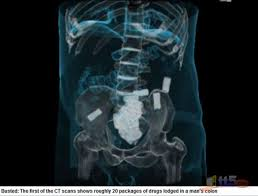 Busted: The first of the CT scans shows roughly 20 packages of drugs lodged in a man's colon